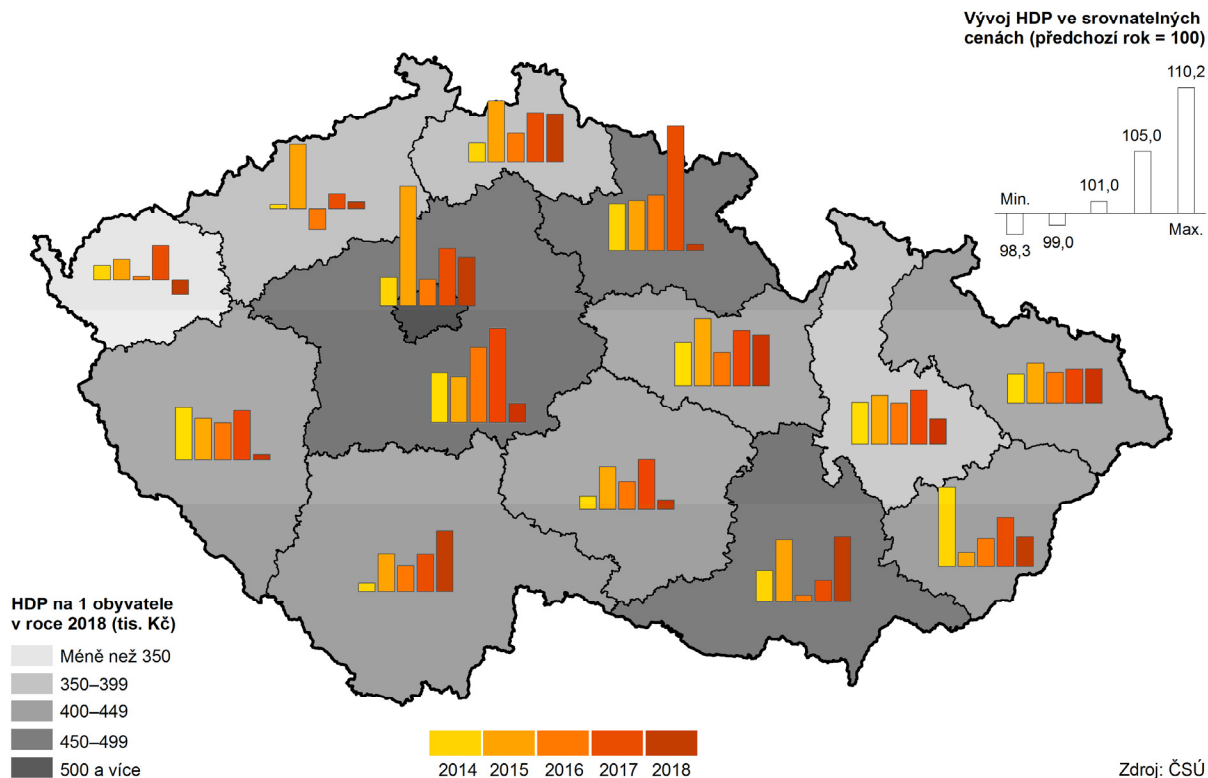 Vývoj HDP ve srovnatelných
cenách (předchozí rok = 100)
110,2
105,0
101,0
Min.
98,3
99,0
Max.
HDP na 1 obyvatele
v roce 2018 (tis. Kč)
Méně než 350
350–399
400–449
450–499
500 a více
2014 2015 2016 2017 2018
Zdroj: ČSÚ